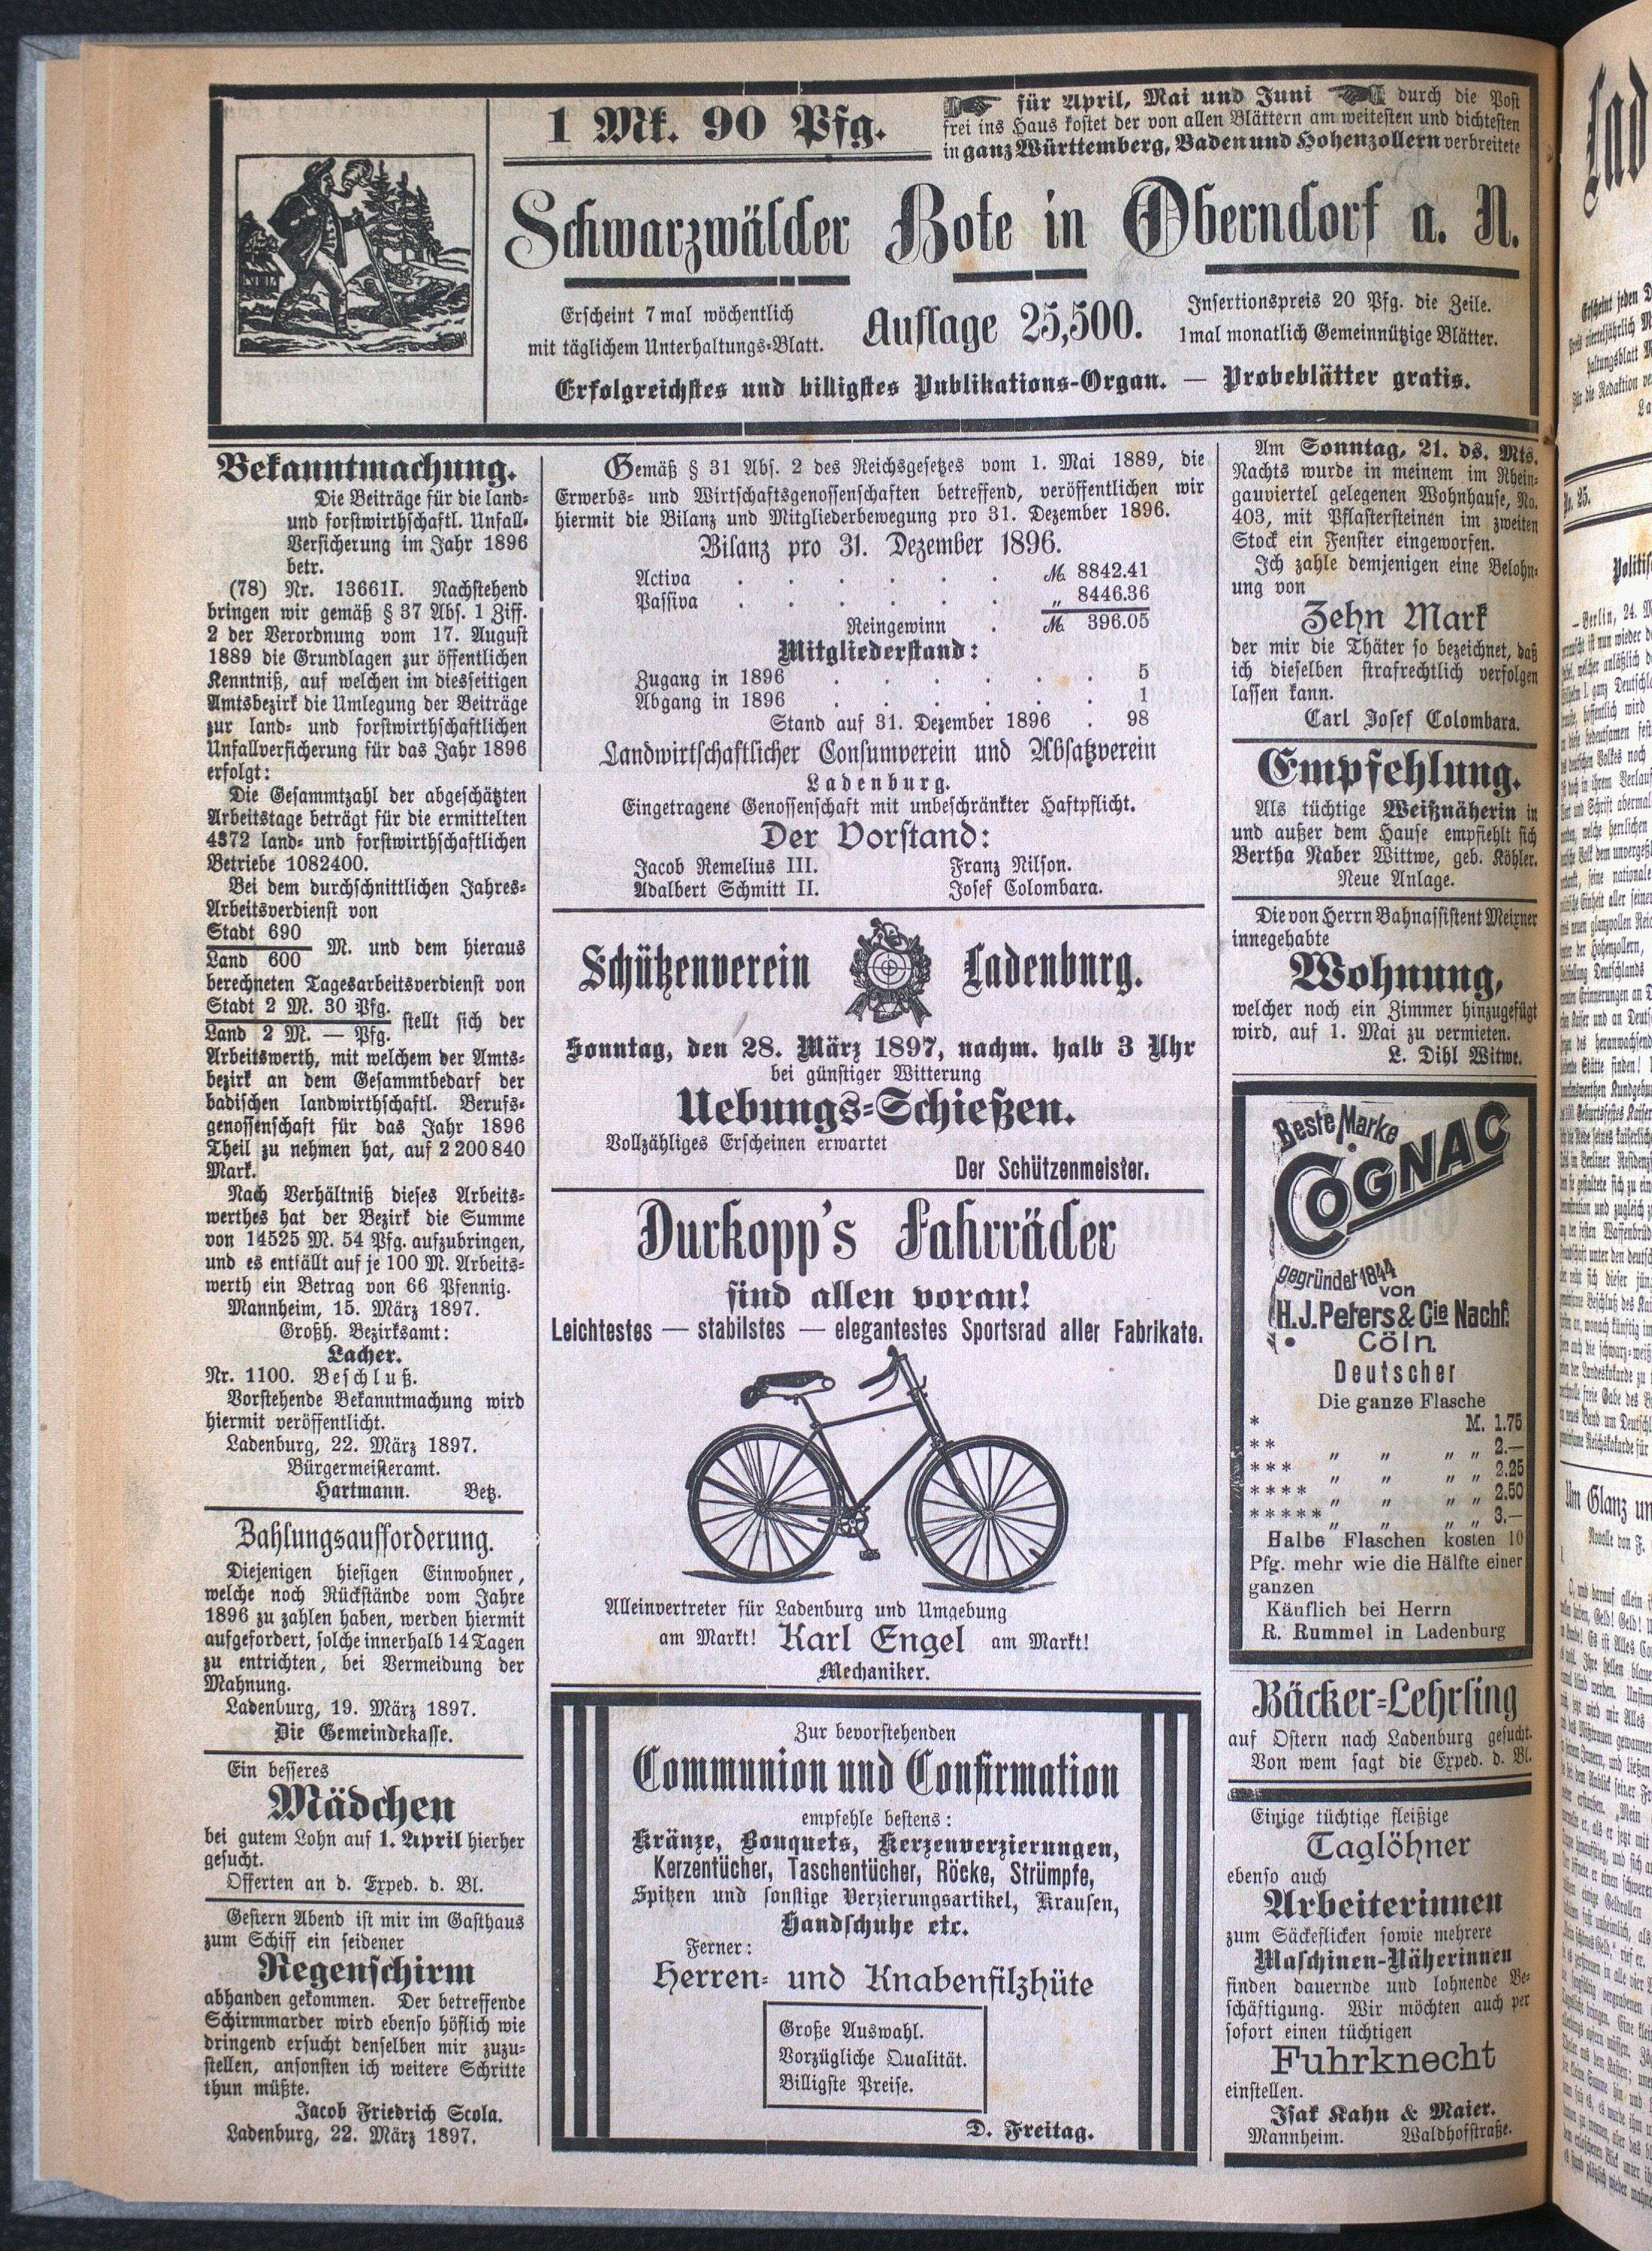 1 Mk. 90 Pfg.
für April, Mai und Juni durch die Post
frei ins Haus kostet der von allen Blättern am weitesten und dichtesten
in ganz Württemberg, Baden und Hohenzollern verbreitete
Schwarzwälder Bote in Oberndorf a. N.
Erscheint 7 mal wöchentlich
mit täglichem Unterhaltungs-Blatt.
Auflage 25,500.
Insertionspreis 20 Pfg. die Zeile.
1mal monatlich Gemeinnützige Blätter.
Erfolgreichstes und billigstes Publikations-Organ. — Probeblätter gratis.
Bekanntmachung.
Die Beiträge für die land-
und forstwirthschaftl. Unfall-
Versicherung im Jahr 1896
betr.
(78) Nr. 13661I. Nachstehend
bringen wir gemäß § 37 Abs. 1 Ziff.
2 der Verordnung vom 17. August
1889 die Grundlagen zur öffentlichen
Kenntniß, auf welchen im diesseitigen
Amtsbezirk die Umlegung der Beiträge
zur land- und forstwirthschaftlichen
Unfallversicherung für das Jahr 1896
erfolgt:
Die Gesammtzahl der abgeschätzten
Arbeitstage beträgt für die ermittelten
4372 land- und forstwirthschaftlichen
Betriebe 1082400.
Bei dem durchschnittlichen Jahres-
Arbeitsverdienst von
Stadt 690
Land 600 M. und dem hieraus
berechneten Tagesarbeitsverdienst von
Stadt 2 M. 30 Pfg.
Land 2 M. — Pfg. stellt sich der
Arbeitswerth, mit welchem der Amts-
bezirk an dem Gesammtbedarf der
badischen landwirthschaftl. Berufs-
genossenschaft für das Jahr 1896
Theil zu nehmen hat, auf 2 200 840
Mark.
Nach Verhältniß dieses Arbeits-
werthes hat der Bezirk die Summe
von 14525 M. 54 Pfg. aufzubringen,
und es entfällt auf je 100 M. Arbeits-
werth ein Betrag von 66 Pfennig.
Mannheim, 15. März 1897.
Großh. Bezirksamt:
Lacher.
Nr. 1100. Beschluß.
Vorstehende Bekanntmachung wird
hiermit veröffentlicht.
Ladenburg, 22. März 1897.
Bürgermeisteramt.
Hartmann. Betz.
Zahlungsaufforderung.
Diejenigen hiesigen Einwohner,
welche noch Rückstände vom Jahre
1896 zu zahlen haben, werden hiermit
aufgefordert, solche innerhalb 14 Tagen
zu entrichten, bei Vermeidung der
Mahnung.
Ladenburg, 19. März 1897.
Die Gemeindekasse.
Ein besseres
Mädchen
bei gutem Lohn auf 1. April hierher
gesucht.
Offerten an d. Exped. d. Bl.
Gestern Abend ist mir im Gasthaus
zum Schiff ein seidener
Regenschirm
abhanden gekommen. Der betreffende
Schirmmarder wird ebenso höflich wie
dringend ersucht denselben mir zuzu-
stellen, ansonsten ich weitere Schritte
thun müßte.
Jacob Friedrich Scola.
Ladenburg, 22. März 1897.
Gemäß § 31 Abs. 2 des Reichsgesetzes vom 1. Mai 1889, die
Erwerbs- und Wirtschaftsgenossenschaften betreffend, veröffentlichen wir
hiermit die Bilanz und Mitgliederbewegung pro 31. Dezember 1896.
Bilanz pro 31. Dezember 1896.
Activa . . . . . . M. 8842.41
Passiva . . . . . . „ 8446.36
Reingewinn . M. 396.05
Mitgliederstand:
Zugang in 1896 . . . . . . 5
Abgang in 1896 . . . . . . 1
Stand auf 31. Dezember 1896 . 98
Landwirtschaftlicher Consumverein und Absatzverein
Ladenburg.
Eingetragene Genossenschaft mit unbeschränkter Haftpflicht.
Der Vorstand:
Jacob Remelius III. Franz Nilson.
Adalbert Schmitt II. Josef Colombara.
Schützenverein Ladenburg.
Sonntag, den 28. März 1897, nachm. halb 3 Uhr
bei günstiger Witterung
Uebungs-Schießen.
Vollzähliges Erscheinen erwartet
Der Schützenmeister.
Durkopp's Fahrräder
sind allen voran!
Leichtestes — stabilstes — elegantestes Sportsrad aller Fabrikate.
Alleinvertreter für Ladenburg und Umgebung
am Markt! Karl Engel am Markt!
Mechaniker.
Zur bevorstehenden
Communion und Confirmation
empfehle bestens:
Kränze, Bouquets, Kerzenverzierungen,
Kerzentücher, Taschentücher, Röcke, Strümpfe,
Spitzen und sonstige Verzierungsartikel, Krausen,
Handschuhe etc.
Ferner:
Herren- und Knabenfilzhüte
Große Auswahl.
Vorzügliche Qualität.
Billigste Preise.
D. Freitag.
Am Sonntag, 21. ds. Mts.
Nachts wurde in meinem im Rhein-
gauviertel gelegenen Wohnhause, No.
403, mit Pflastersteinen im zweiten
Stock ein Fenster eingeworfen.
Ich zahle demjenigen eine Belohn-
ung von
Zehn Mark
der mir die Thäter so bezeichnet, daß
ich dieselben strafrechtlich verfolgen
lassen kann.
Carl Josef Colombara.
Empfehlung.
Als tüchtige Weißnäherin in
und außer dem Hause empfiehlt sich
Bertha Naber Wittwe, geb. Köhler.
Neue Anlage.
Die von Herrn Bahnassistent Meixner
innegehabte
Wohnung,
welcher noch ein Zimmer hinzugefügt
wird, auf 1. Mai zu vermieten.
L. Dihl Witwe.
Beste Marke
COGNAC
gegründet 1844
von
H. J. Peters & Cie Nachf.
Cöln.
Deutscher
Die ganze Flasche
* M. 1.75
** „ „ „ „ 2.—
*** „ „ „ „ 2.25
**** „ „ „ „ 2.50
***** „ „ „ „ 3.—
Halbe Flaschen kosten 10
Pfg. mehr wie die Hälfte einer
ganzen
Käuflich bei Herrn
R. Rummel in Ladenburg
Bäcker-Lehrling
auf Ostern nach Ladenburg gesucht.
Von wem sagt die Exped. d. Bl.
Einige tüchtige fleißige
Taglöhner
ebenso auch
Arbeiterinnen
zum Säckeflicken sowie mehrere
Maschinen-Näherinnen
finden dauernde und lohnende Be-
schäftigung. Wir möchten auch per
sofort einen tüchtigen
Fuhrknecht
einstellen.
Isak Kahn & Maier.
Mannheim. Waldhofstraße.
Lad
Erscheint jeden
No. 25.
Politis
— Berlin, 24. M
Um Glanz un
Novelle von F.